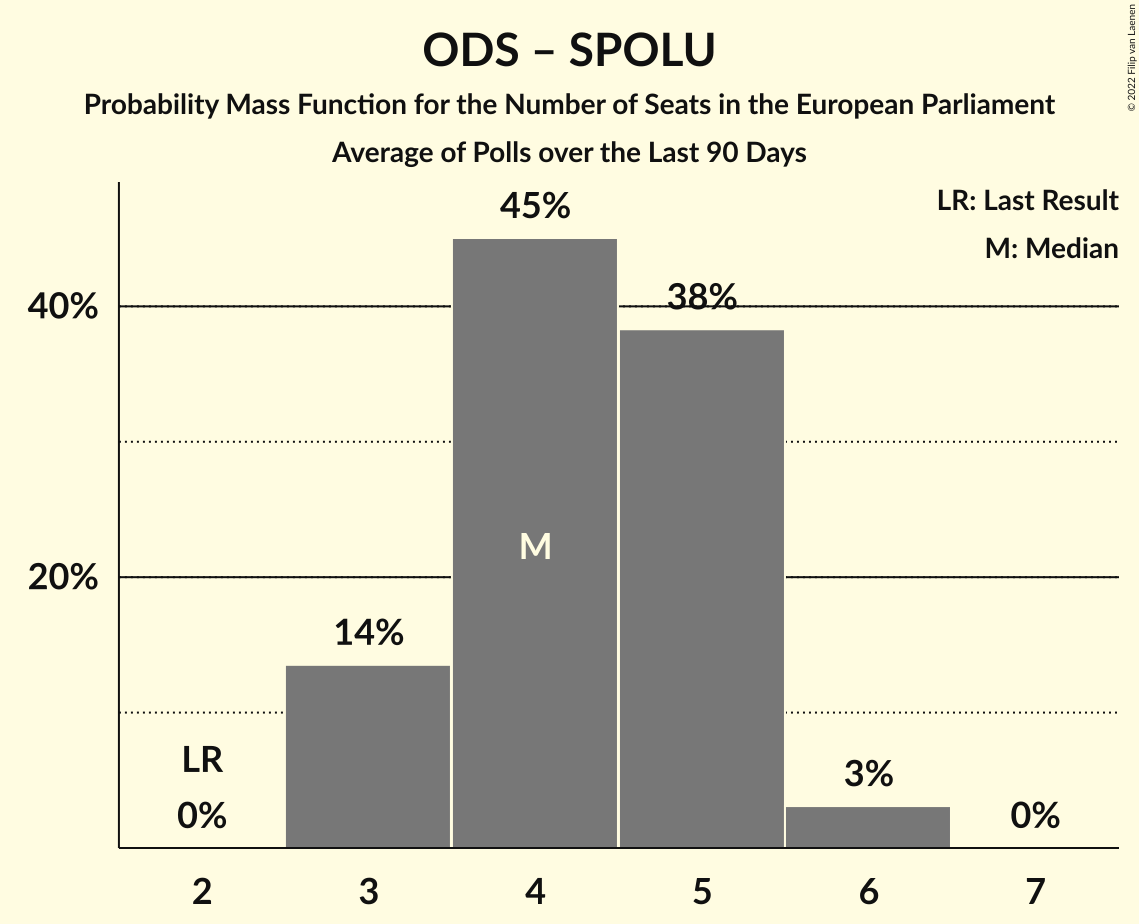 ODS – SPOLU
Probability Mass Function for the Number of Seats in the European Parliament
Average of Polls over the Last 90 Days
© 2022 Filip van Laenen
LR: Last Result
M: Median
45%
38%
40%
M
20%
14%
LR
0%
3%
0%
2 3 4 5 6 7